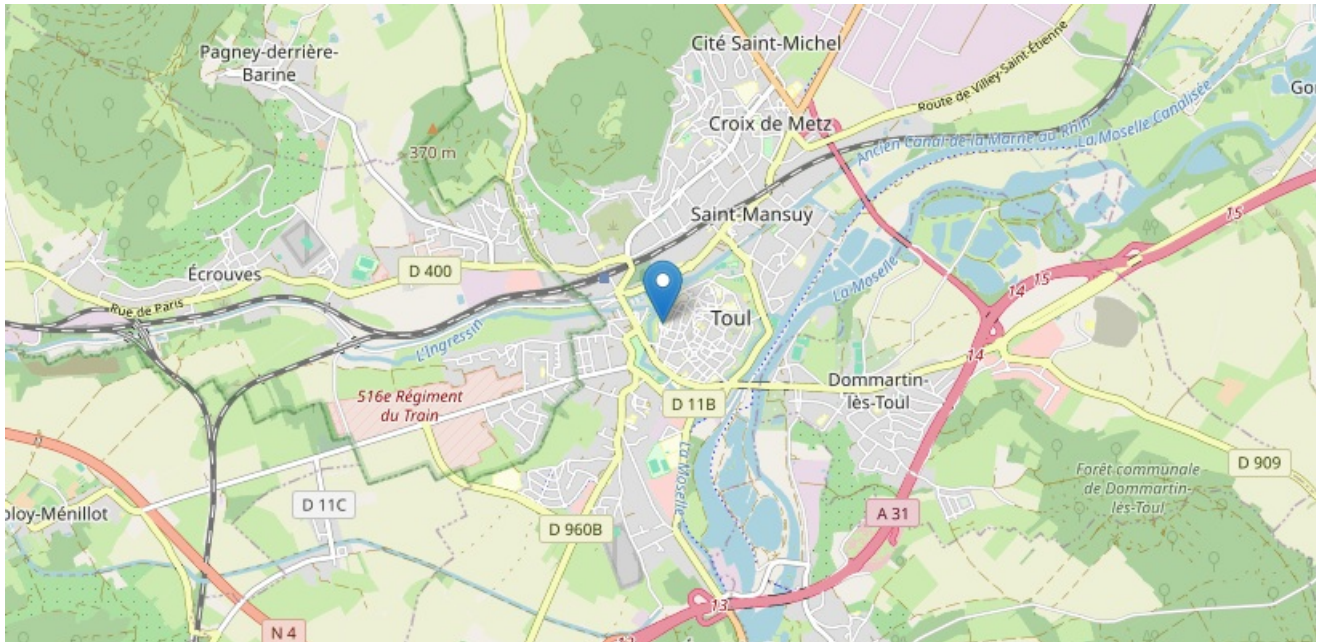 Cité Saint-Michel
Pagney-derrière-
Barine
Route de Villey-Saint-Étienne
Croix de Metz
370 m
Ancien Canal de la Marne au Rhin
La Moselle Canalisée
Saint-Mansuy
15
Écrouves
D 400
La Moselle
14
15
Rue de Paris
Toul
L'Ingressin
14
516e Régiment
du Train
Dommartin-
lès-Toul
D 11B
La Moselle
Forêt communale
de Dommartin-
lès-Toul
D 909
D 11C
A 31
oloy-Ménillot
D 960B
13
N 4